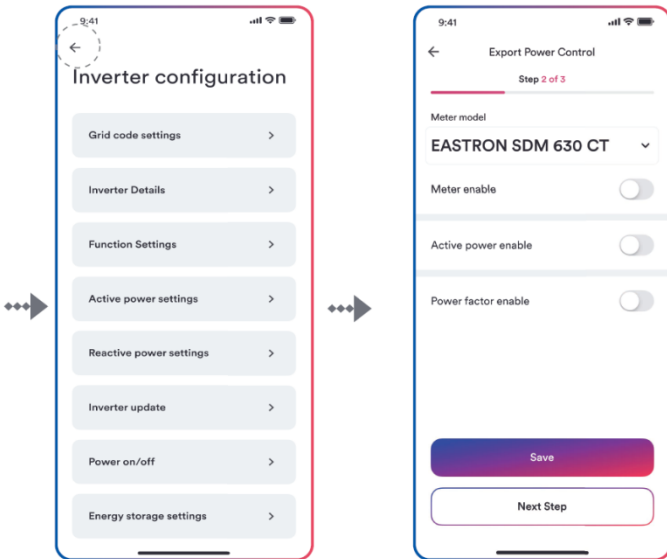 9:41
Inverter configuration
Grid code settings
Inverter Details
Function Settings
Active power settings
Reactive power settings
Inverter update
Power on/off
Energy storage settings
9:41
Export Power Control
Step 2 of 3
Meter model
EASTRON SDM 630 CT
Meter enable
Active power enable
Power factor enable
Save
Next Step